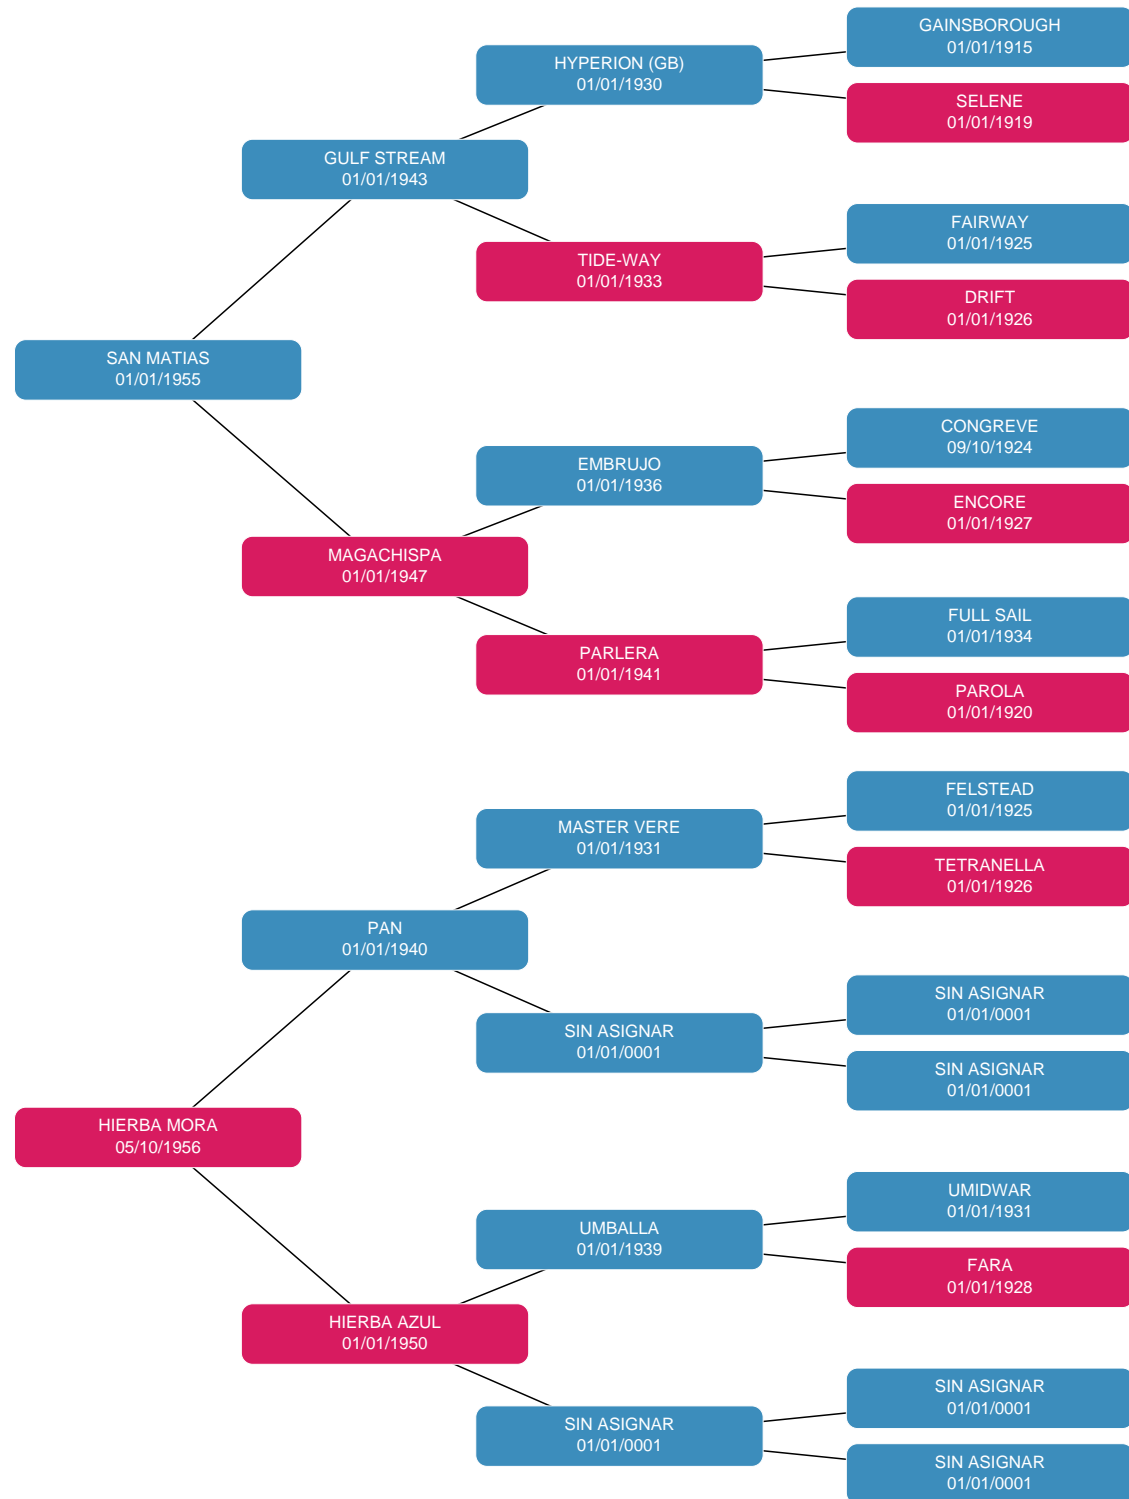 GAINSBOROUGH
01/01/1915
HYPERION (GB)
01/01/1930
SELENE
01/01/1919
GULF STREAM
01/01/1943
FAIRWAY
01/01/1925
TIDE-WAY
01/01/1933
DRIFT
01/01/1926
SAN MATIAS
01/01/1955
CONGREVE
09/10/1924
EMBRUJO
01/01/1936
ENCORE
01/01/1927
MAGACHISPA
01/01/1947
FULL SAIL
01/01/1934
PARLERA
01/01/1941
PAROLA
01/01/1920
FELSTEAD
01/01/1925
MASTER VERE
01/01/1931
TETRANELLA
01/01/1926
PAN
01/01/1940
SIN ASIGNAR
01/01/0001
SIN ASIGNAR
01/01/0001
SIN ASIGNAR
01/01/0001
HIERBA MORA
05/10/1956
UMIDWAR
01/01/1931
UMBALLA
01/01/1939
FARA
01/01/1928
HIERBA AZUL
01/01/1950
SIN ASIGNAR
01/01/0001
SIN ASIGNAR
01/01/0001
SIN ASIGNAR
01/01/0001